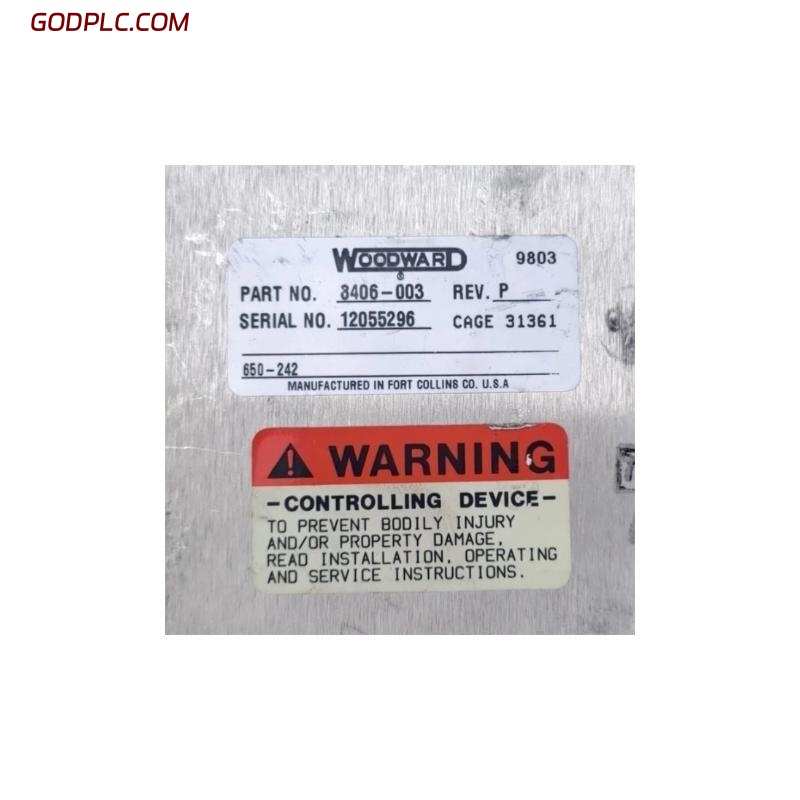 GODPLC.COM
WOODWARD 9803
®
PART NO. 8406-003 REV. P
SERIAL NO. 12055296 CAGE 31361
650-242
MANUFACTURED IN FORT COLLINS CO. U.S.A
WARNING
-CONTROLLING DEVICE-
TO PREVENT BODILY INJURY
AND/OR PROPERTY DAMAGE,
READ INSTALLATION, OPERATING
AND SERVICE INSTRUCTIONS.